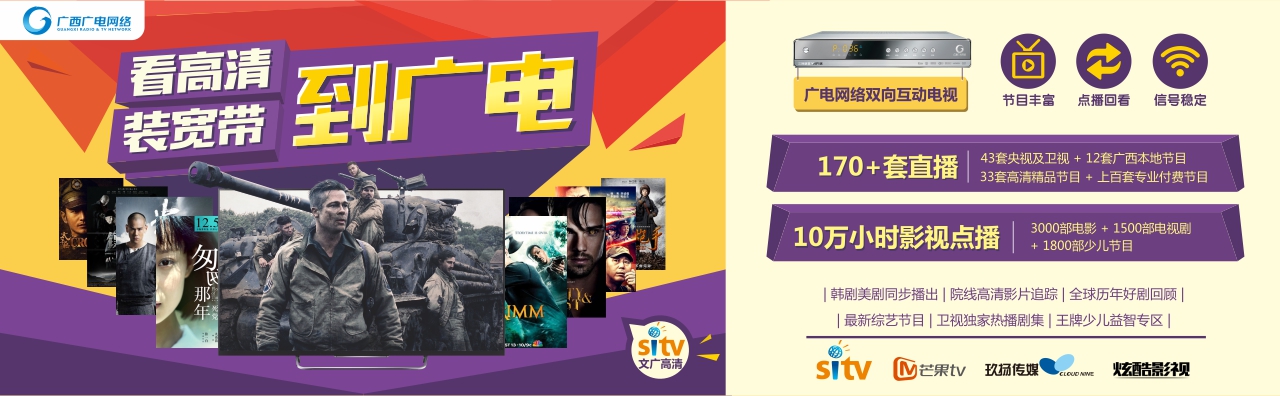 广西广电网络
GUANGXI RADIO & TV NETWORK
看高清
装宽带
到广电
12.5
匆
那
年
sitv
文广高清
广电网络双向互动电视
节目丰富
点播回看
信号稳定
170+套直播
43套央视及卫视 + 12套广西本地节目
33套高清精品节目 + 上百套专业付费节目
10万小时影视点播
3000部电影 + 1500部电视剧
+ 1800部少儿节目
| 韩剧美剧同步播出 | 院线高清影片追踪 | 全球历年好剧回顾 |
| 最新综艺节目 | 卫视独家热播剧集 | 王牌少儿益智专区 |
sitv
芒果tv
玖扬传媒
CLOUD NINE
炫酷影视